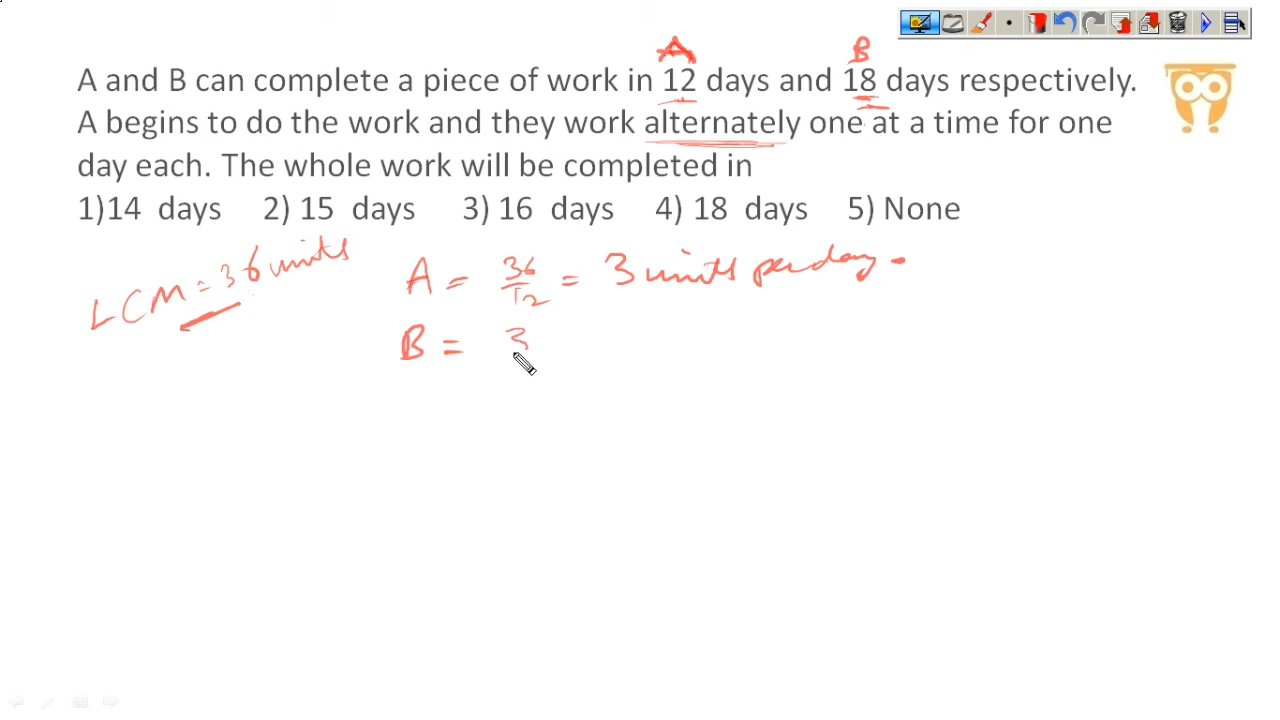 A B
A and B can complete a piece of work in 12 days and 18 days respectively.
A begins to do the work and they work alternately one at a time for one
day each. The whole work will be completed in
1)14 days 2) 15 days 3) 16 days 4) 18 days 5) None
LCM = 36 units
A = 36/12 = 3 units per day.
B = 3